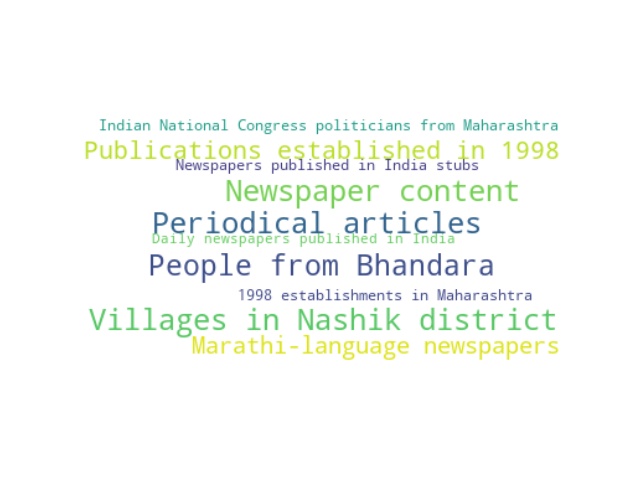 Indian National Congress politicians from Maharashtra
Publications established in 1998
Newspapers published in India stubs
Newspaper content
Periodical articles
Daily newspapers published in India
People from Bhandara
1998 establishments in Maharashtra
Villages in Nashik district
Marathi-language newspapers